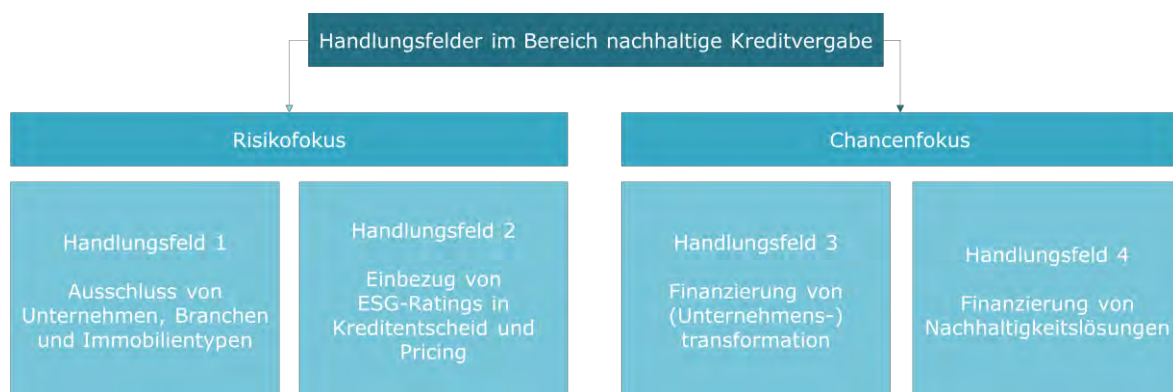 Handlungsfelder im Bereich nachhaltige Kreditvergabe
Risikofokus
Chancenfokus
Handlungsfeld 1
Ausschluss von
Unternehmen, Branchen
und Immobilientypen
Handlungsfeld 2
Einbezug von
ESG-Ratings in
Kreditentscheid und
Pricing
Handlungsfeld 3
Finanzierung von
(Unternehmens-)
transformation
Handlungsfeld 4
Finanzierung von
Nachhaltigkeitslösungen